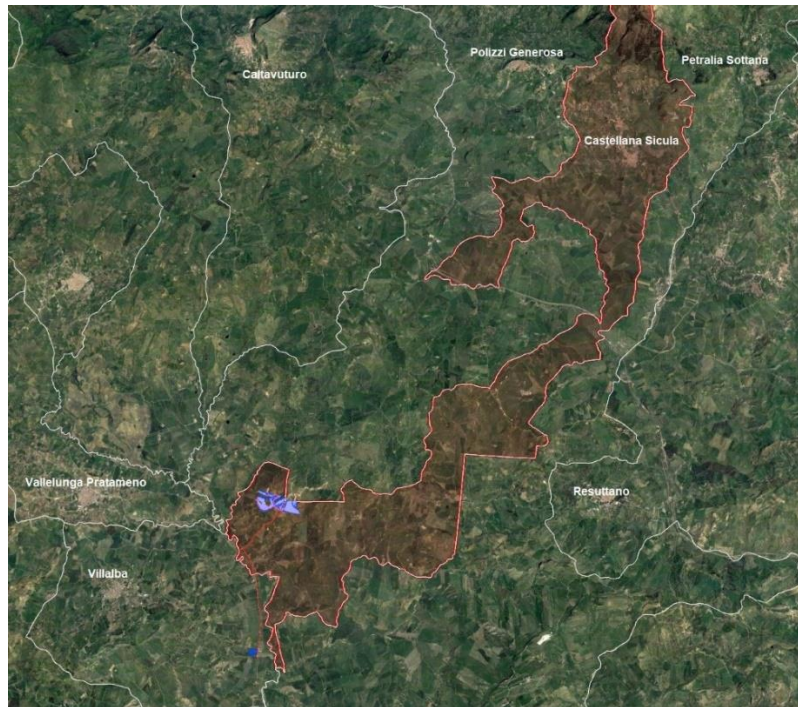 Polizzi Generosa
Petralia Sottana
Caltavuturo
Castellana Sicula
Vallelunga Pratameno
Resuttano
Villalba